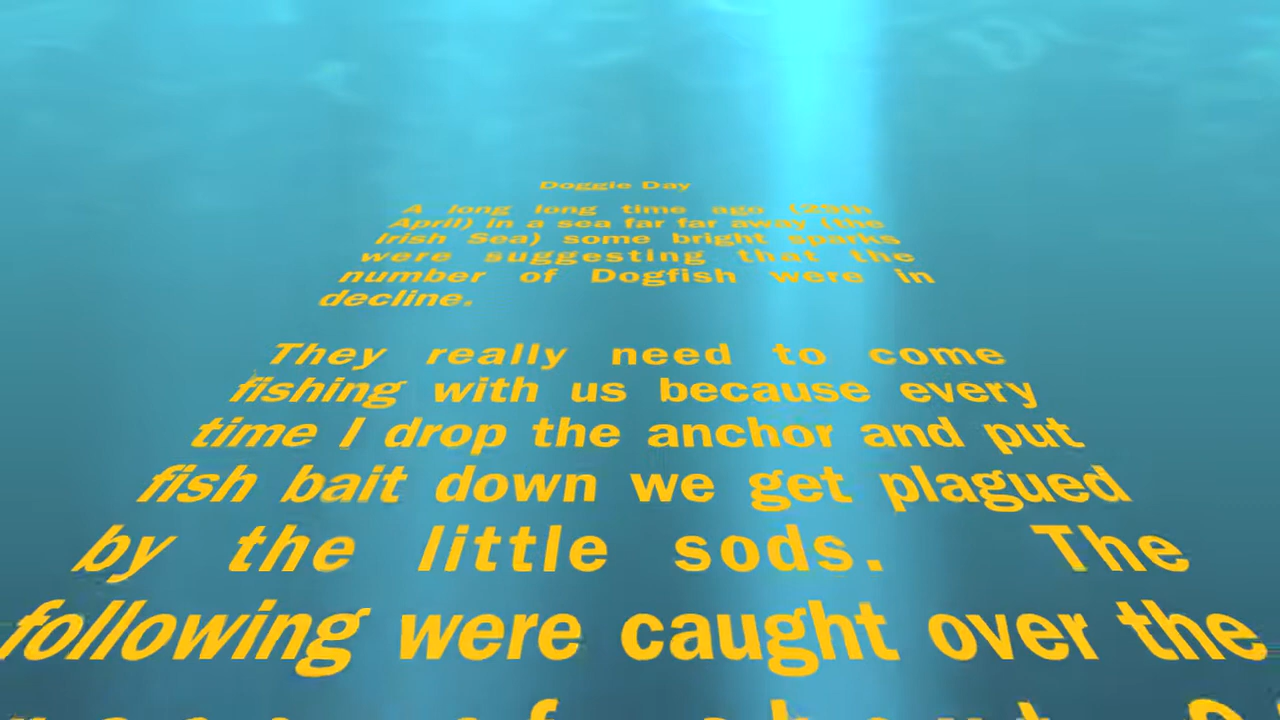 Doggie Day
A long long time ago (29th
April) in a sea far far away (the
Irish Sea) some bright sparks
were suggesting that the
number of Dogfish were in
decline.
They really need to come
fishing with us because every
time I drop the anchor and put
fish bait down we get plagued
by the little sods. The
following were caught over the